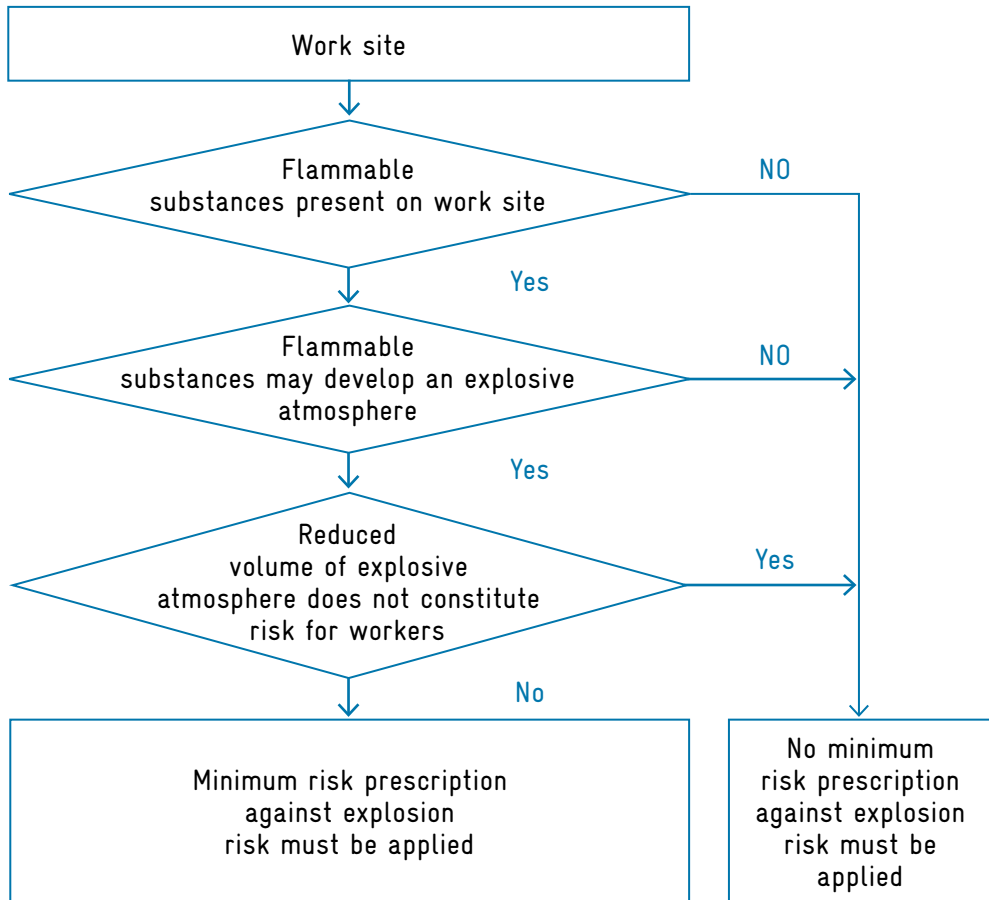 Work site
Flammable
substances present on work site
NO
Yes
Flammable
substances may develop an explosive
atmosphere
NO
Yes
Reduced
volume of explosive
atmosphere does not constitute
risk for workers
Yes
No
Minimum risk prescription
against explosion
risk must be applied
No minimum
risk prescription
against explosion
risk must be
applied